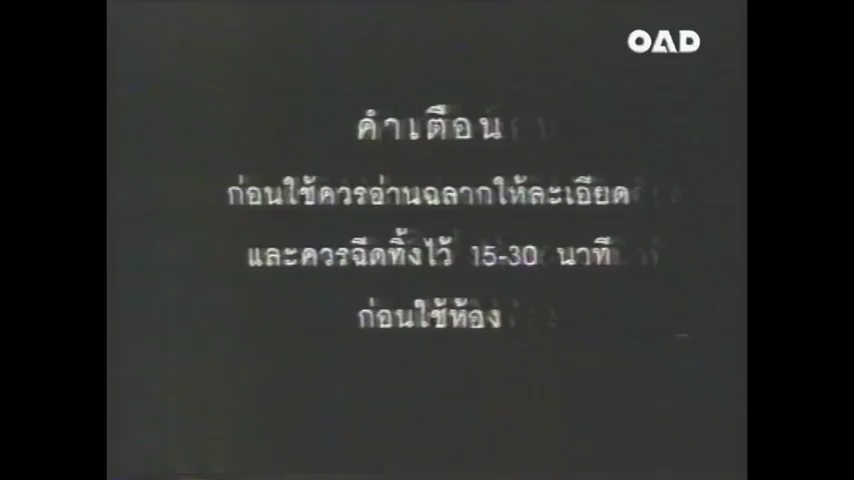 OAD
คำเตือน
ก่อนใช้ควรอ่านฉลากให้ละเอียด
และควรฉีดทิ้งไว้ 15-30 นาที
ก่อนใช้ห้อง